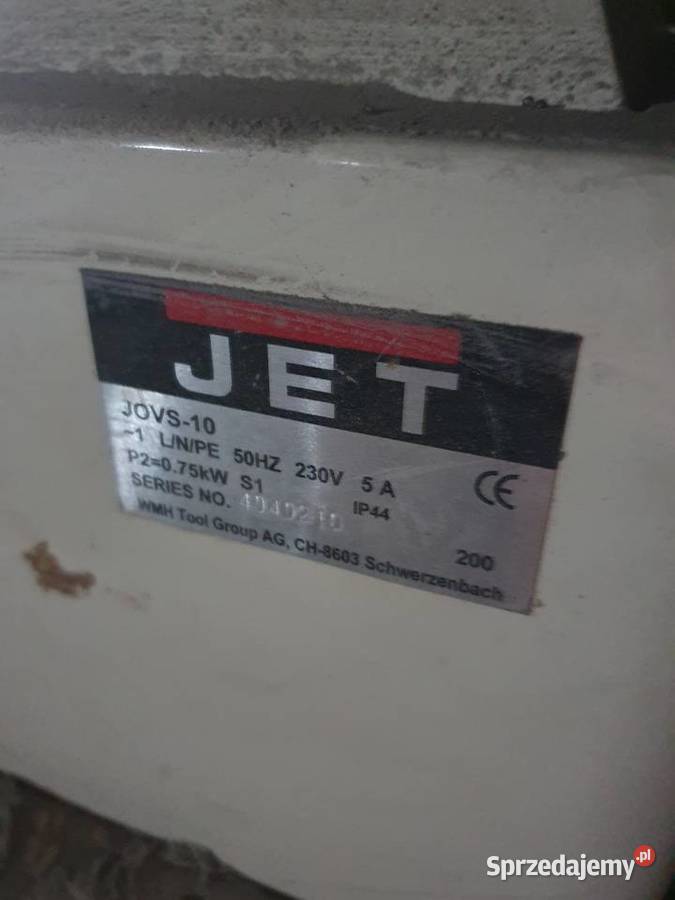 JET
JOVS-10
~1 L/N/PE 50HZ 230V 5 A
P2=0.75kW S1 IP44
SERIES NO.
200
WMH Tool Group AG, CH-8603 Schwerzenbach
CE
Sprzedajemy.pl